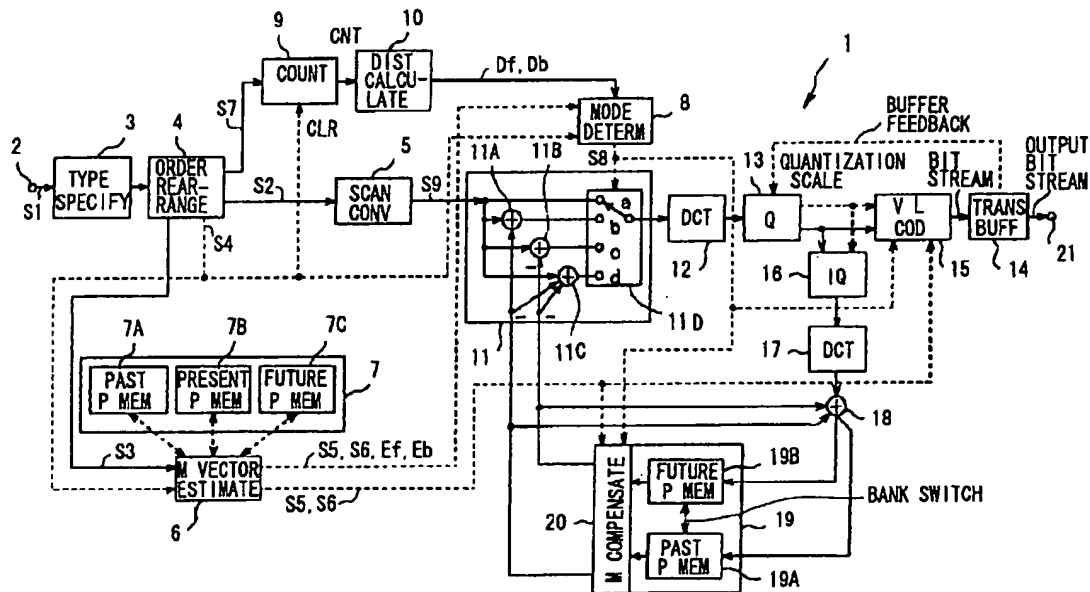 10
9
CNT
1
COUNT
DIST
CALCU-
LATE
Df, Db
S7
CLR
MODE
DETERM
8
BUFFER
FEEDBACK
2
3
4
5
S8
11A
11B
13
QUANTIZATION
SCALE
BIT
STREAM
OUTPUT
BIT
STREAM
S1
TYPE
SPECIFY
ORDER
REAR-
RANGE
S2
SCAN
CONV
S9
a
b
c
d
DCT
Q
V L
COD
TRANS
BUFF
21
S4
12
16
15
14
IQ
11
11C
11D
7A
7B
7C
17
DCT
PAST
P MEM
PRESENT
P MEM
FUTURE
P MEM
7
18
S3
M VECTOR
ESTIMATE
S5, S6, Ef, Eb
S5, S6
6
20
M COMPENSATE
FUTURE
P MEM
19B
BANK SWITCH
19
PAST
P MEM
19A